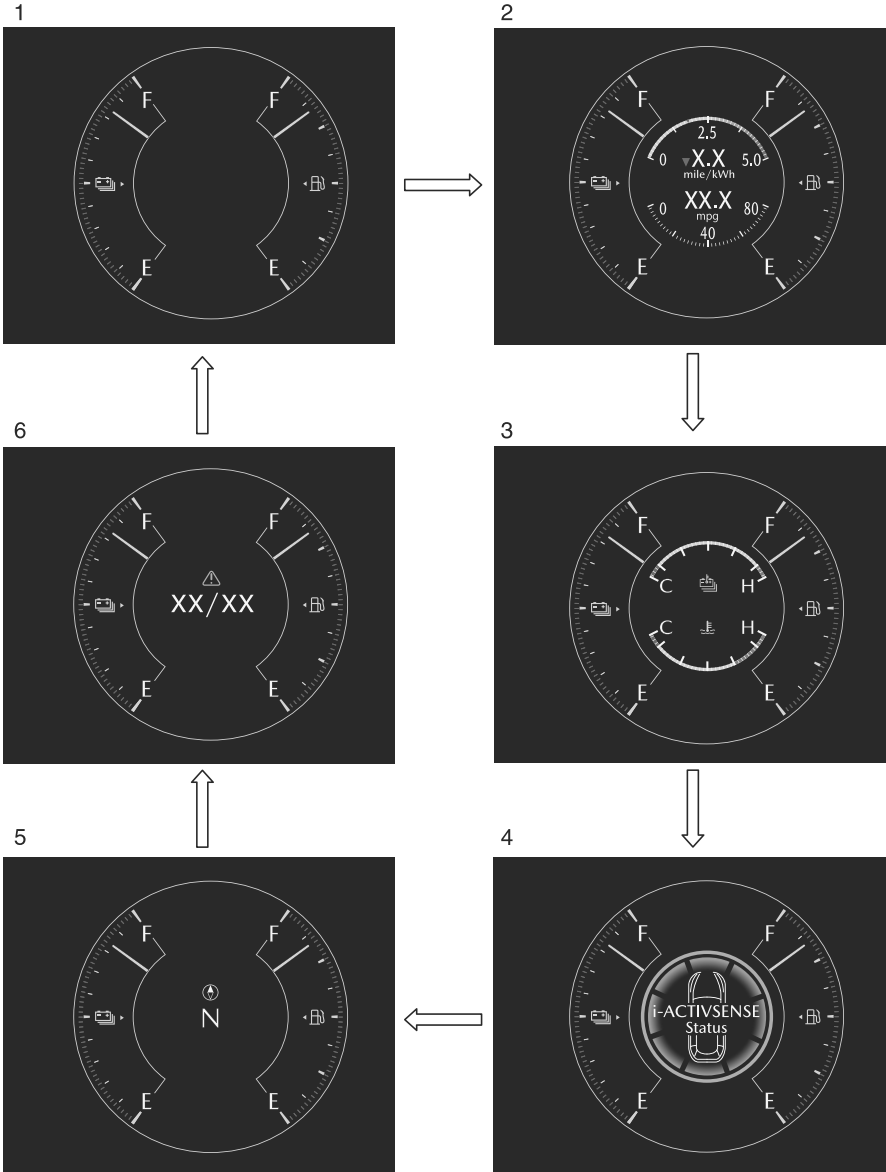 1
F F
E E
2
F F
2.5
0 X.X 5.0
mile/kWh
XX.X
0 mpg 80
40
E E
6
F F
XX/XX
E E
3
F F
C H
C H
E E
5
F F
N
E E
4
F F
i-ACTIVSENSE
Status
E E